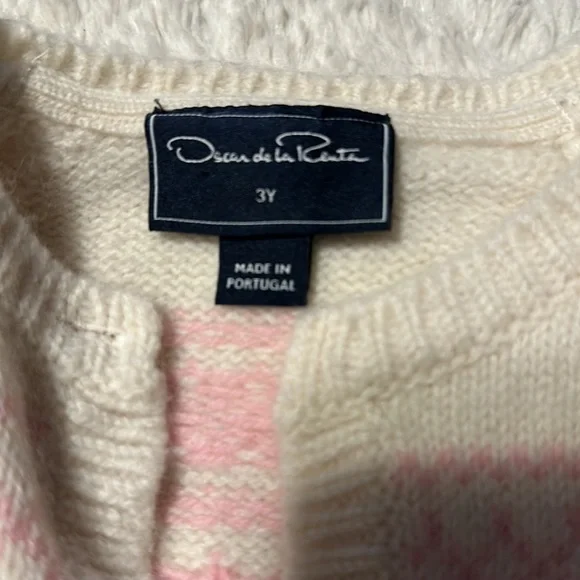 Oscar de la Renta
3Y
MADE IN
PORTUGAL